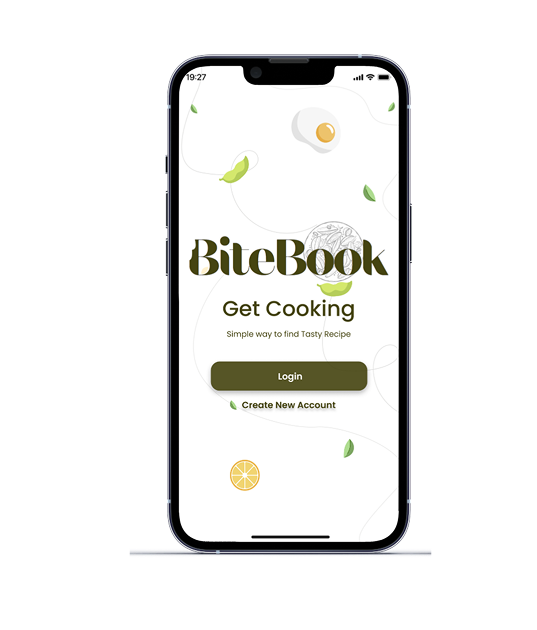 19:27
BiteBook
Get Cooking
Simple way to find Tasty Recipe
Login
Create New Account